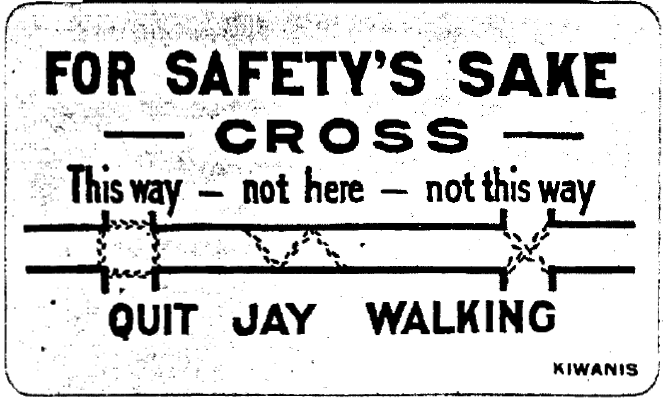 FOR SAFETY'S SAKE
— CROSS —
This way — not here — not this way
QUIT JAY WALKING
KIWANIS